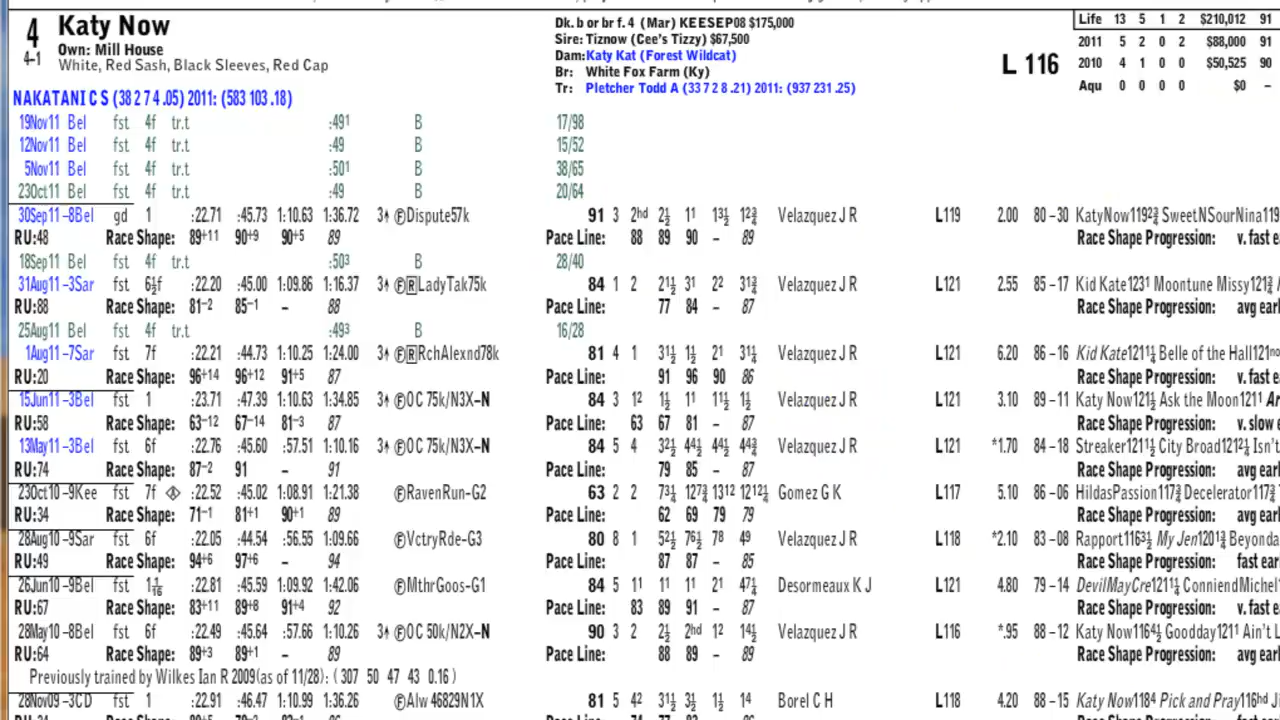 4 Katy Now
4-1 Own: Mill House
White, Red Sash, Black Sleeves, Red Cap
NAKATANI C S (38 2 7 4 .05) 2011: (583 103 .18)
Dk. b or br f. 4 (Mar) KEESEP08 $175,000
Sire: Tiznow (Cee's Tizzy) $67,500
Dam: Katy Kat (Forest Wildcat)
Br: White Fox Farm (Ky)
Tr: Pletcher Todd A (33 7 2 8 .21) 2011: (937 231 .25)
L 116
Life 13 5 1 2 $210,012 91
2011 5 2 0 2 $88,000 91
2010 4 1 0 0 $50,525 90
Aqu 0 0 0 0 $0 –
19Nov11 Bel fst 4f tr.t :49¹ B 17/98
12Nov11 Bel fst 4f tr.t :49 B 15/52
5Nov11 Bel fst 4f tr.t :50¹ B 38/65
23Oct11 Bel fst 4f tr.t :49 B 20/64
30Sep11-8Bel gd 1 :22.71 :45.73 1:10.63 1:36.72 3↑ ⒻDispute57k 91 3 2hd 2½ 1¹ 13½ 12¾ Velazquez J R L119 2.00 80-30 KatyNow1192¾ SweetNSourNina119
RU:48 Race Shape: 89+11 90+9 90+5 89 Pace Line: 88 89 90 – 89 Race Shape Progression: v. fast e
18Sep11 Bel fst 4f tr.t :50³ B 28/40
31Aug11-3Sar fst 6½f :22.20 :45.00 1:09.86 1:16.37 3↑ ⒻⓇLadyTak75k 84 1 2 21½ 3¹ 2² 31¾ Velazquez J R L121 2.55 85-17 Kid Kate123¹ Moontune Missy121¾
RU:88 Race Shape: 81-2 85-1 – 88 Pace Line: 77 84 – 87 Race Shape Progression: avg earl
25Aug11 Bel fst 4f tr.t :49³ B 16/28
1Aug11-7Sar fst 7f :22.21 :44.73 1:10.25 1:24.00 3↑ ⒻⓇRchAlexnd78k 81 4 1 31½ 1½ 2¹ 31¼ Velazquez J R L121 6.20 86-16 Kid Kate1211¼ Belle of the Hall121no
RU:20 Race Shape: 96+14 96+12 91+5 87 Pace Line: 91 96 90 86 Race Shape Progression: v. fast e
15Jun11-3Bel fst 1 :23.71 :47.39 1:10.63 1:34.85 3↑ ⒻOC 75k/N3X-N 84 3 1² 1½ 1¹ 11½ 1½ Velazquez J R L121 3.10 89-11 Katy Now121½ Ask the Moon121¹ Ar
RU:58 Race Shape: 63-12 67-14 81-3 87 Pace Line: 63 67 81 – 87 Race Shape Progression: v. slow e
13May11-3Bel fst 6f :22.76 :45.60 :57.51 1:10.16 3↑ ⒻOC 75k/N3X-N 84 5 4 32½ 44½ 44½ 44¾ Velazquez J R L121 *1.70 84-18 Streaker1211½ City Broad1212¼ Isn't
RU:74 Race Shape: 87-2 91 – 91 Pace Line: 79 85 – 87 Race Shape Progression: avg earl
23Oct10-9Kee fst 7f :22.52 :45.02 1:08.91 1:21.38 ⒻRavenRun-G2 63 2 2 73¼ 127¾ 13¹² 1212¼ Gomez G K L117 5.10 86-06 HildasPassion1173¾ Decelerator1173¾
RU:34 Race Shape: 71-1 81+1 90+1 89 Pace Line: 62 69 79 79 Race Shape Progression: avg earl
28Aug10-9Sar fst 6f :22.05 :44.54 :56.55 1:09.66 ⒻVctryRde-G3 80 8 1 52½ 76½ 7⁸ 4⁹ Velazquez J R L118 *2.10 83-08 Rapport1163½ My Jen1201¾ Beyonda
RU:49 Race Shape: 94+6 97+6 – 94 Pace Line: 87 87 – 85 Race Shape Progression: fast earl
26Jun10-9Bel fst 1 1/16 :22.81 :45.59 1:09.92 1:42.06 ⒻMthrGoos-G1 84 5 1¹ 1¹ 1¹ 2¹ 47¼ Desormeaux K J L121 4.80 79-14 DevilMayCre1211¼ ConniendMichel
RU:67 Race Shape: 83+11 89+8 91+4 92 Pace Line: 83 89 91 – 87 Race Shape Progression: v. fast e
28May10-8Bel fst 6f :22.49 :45.64 :57.66 1:10.26 3↑ ⒻOC 50k/N2X-N 90 3 2 2½ 2hd 1² 14½ Velazquez J R L116 *.95 88-12 Katy Now1164½ Goodday121¹ Ain't L
RU:64 Race Shape: 89+3 89+1 – 89 Pace Line: 88 89 – 89 Race Shape Progression: avg earl
Previously trained by Wilkes Ian R 2009(as of 11/28): ( 307 50 47 43 0.16 )
28Nov09-3CD fst 1 :22.91 :46.47 1:10.99 1:36.26 ⒻAlw 46829N1X 81 5 4² 31½ 3½ 1½ 1⁴ Borel C H L118 4.20 88-15 Katy Now118⁴ Pick and Pray116hd